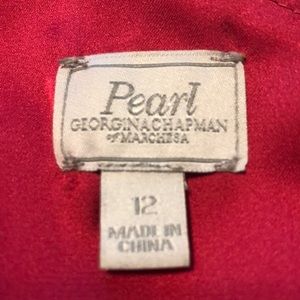 Pearl
GEORGINACHAPMAN
OF MARCHESA
12
MADE IN
CHINA